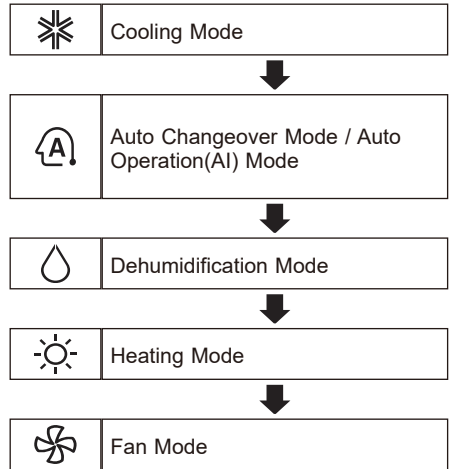 Cooling Mode
A
Auto Changeover Mode / Auto
Operation(AI) Mode
Dehumidification Mode
Heating Mode
Fan Mode